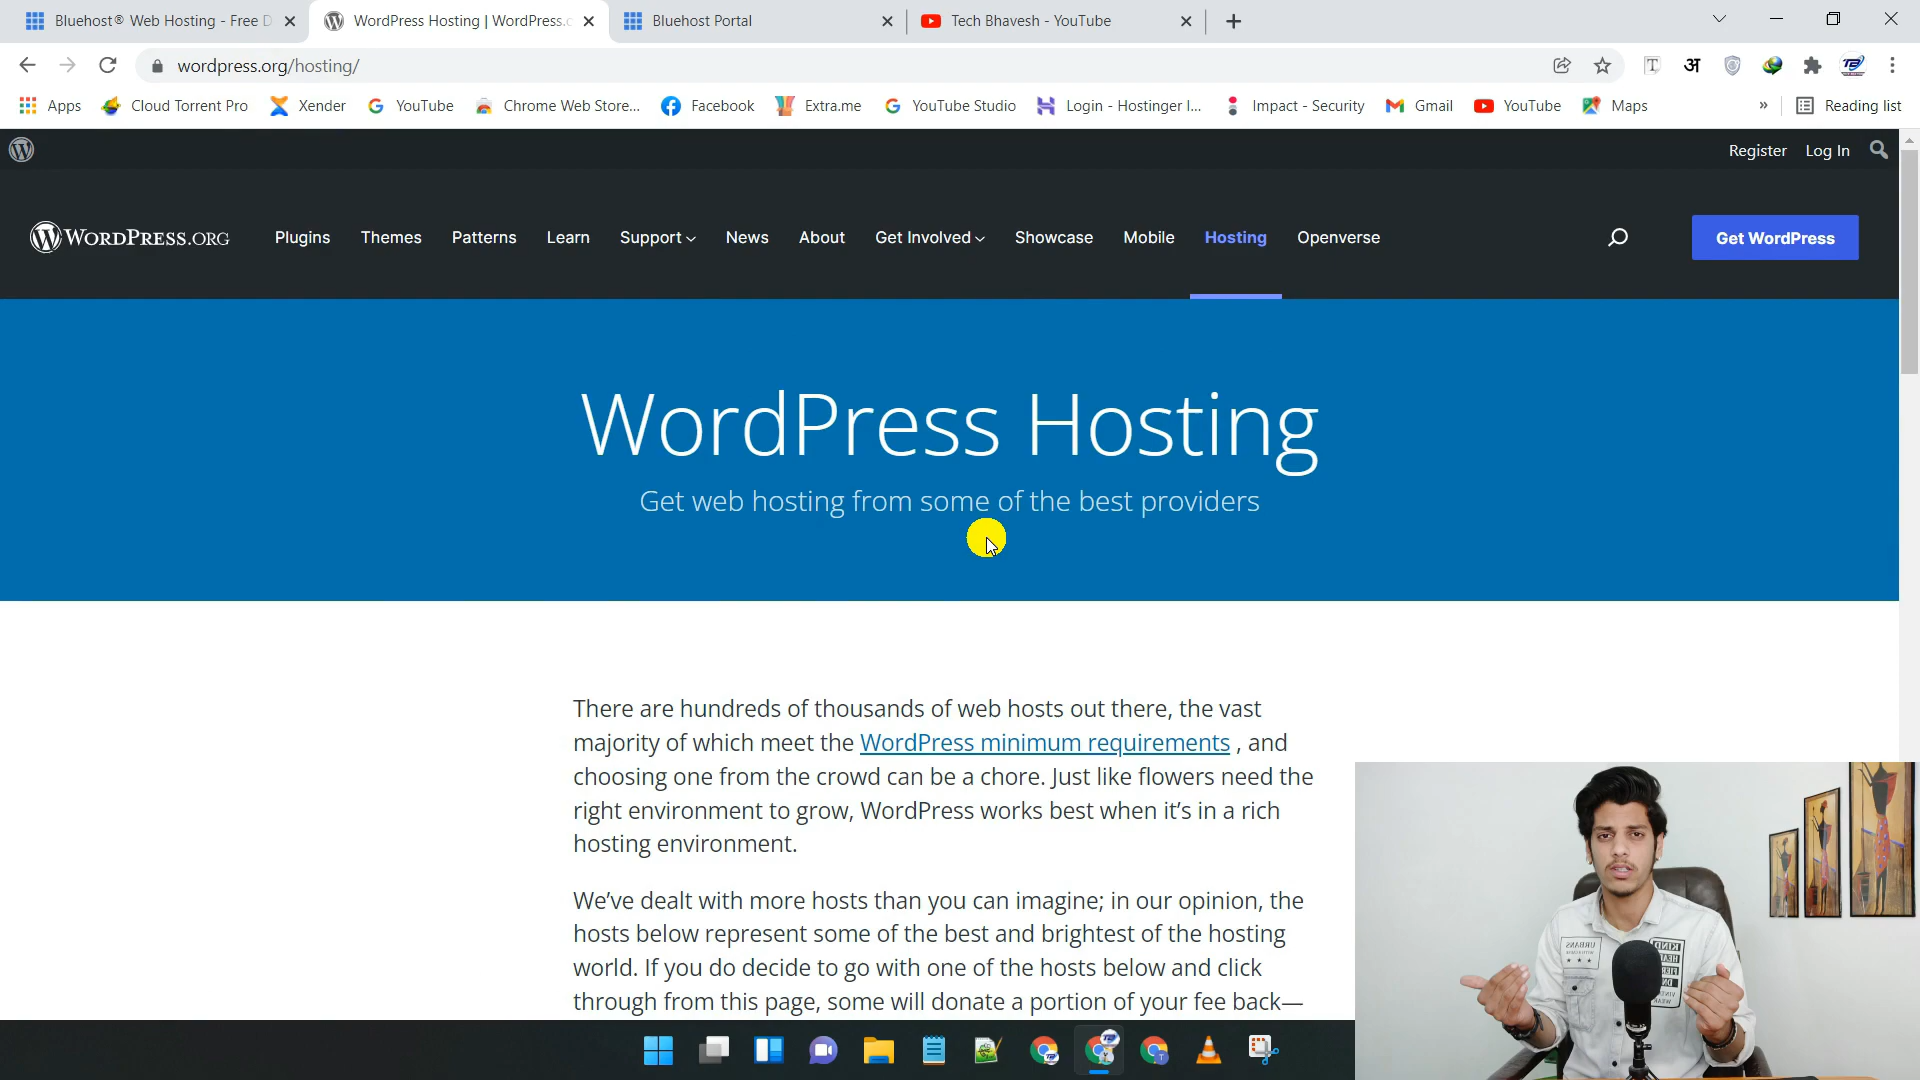 Bluehost® Web Hosting - Free D
WordPress Hosting | WordPress.c
Bluehost Portal
Tech Bhavesh - YouTube
wordpress.org/hosting/
Apps
Cloud Torrent Pro
Xender
YouTube
Chrome Web Store...
Facebook
Extra.me
YouTube Studio
Login - Hostinger I...
Impact - Security
Gmail
YouTube
Maps
»
Reading list
Register
Log In
WORDPRESS.ORG
Plugins
Themes
Patterns
Learn
Support
News
About
Get Involved
Showcase
Mobile
Hosting
Openverse
Get WordPress
WordPress Hosting
Get web hosting from some of the best providers
There are hundreds of thousands of web hosts out there, the vast
majority of which meet the WordPress minimum requirements , and
choosing one from the crowd can be a chore. Just like flowers need the
right environment to grow, WordPress works best when it’s in a rich
hosting environment.
We’ve dealt with more hosts than you can imagine; in our opinion, the
hosts below represent some of the best and brightest of the hosting
world. If you do decide to go with one of the hosts below and click
through from this page, some will donate a portion of your fee back—